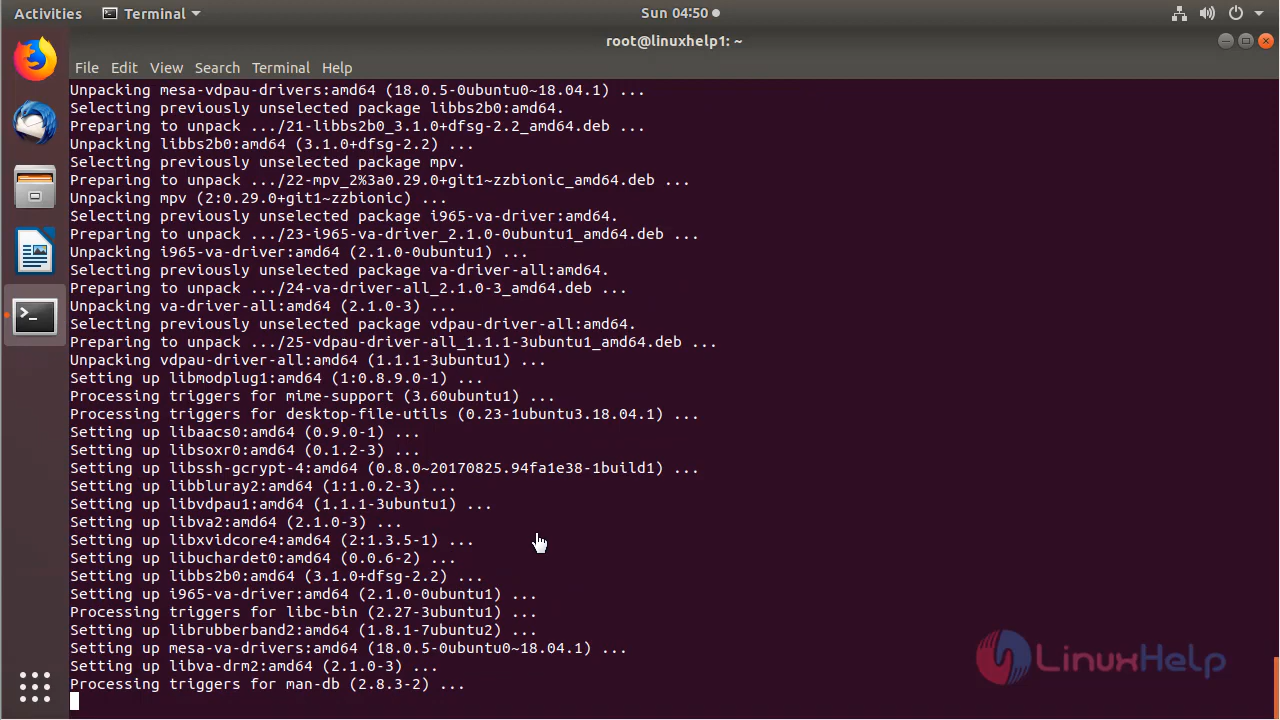 Activities Terminal Sun 04:50
root@linuxhelp1: ~
File Edit View Search Terminal Help
Unpacking mesa-vdpau-drivers:amd64 (18.0.5-0ubuntu0~18.04.1) ...
Selecting previously unselected package libbs2b0:amd64.
Preparing to unpack .../21-libbs2b0_3.1.0+dfsg-2.2_amd64.deb ...
Unpacking libbs2b0:amd64 (3.1.0+dfsg-2.2) ...
Selecting previously unselected package mpv.
Preparing to unpack .../22-mpv_2%3a0.29.0+git1~zzbionic_amd64.deb ...
Unpacking mpv (2:0.29.0+git1~zzbionic) ...
Selecting previously unselected package i965-va-driver:amd64.
Preparing to unpack .../23-i965-va-driver_2.1.0-0ubuntu1_amd64.deb ...
Unpacking i965-va-driver:amd64 (2.1.0-0ubuntu1) ...
Selecting previously unselected package va-driver-all:amd64.
Preparing to unpack .../24-va-driver-all_2.1.0-3_amd64.deb ...
Unpacking va-driver-all:amd64 (2.1.0-3) ...
Selecting previously unselected package vdpau-driver-all:amd64.
Preparing to unpack .../25-vdpau-driver-all_1.1.1-3ubuntu1_amd64.deb ...
Unpacking vdpau-driver-all:amd64 (1.1.1-3ubuntu1) ...
Setting up libmodplug1:amd64 (1:0.8.9.0-1) ...
Processing triggers for mime-support (3.60ubuntu1) ...
Processing triggers for desktop-file-utils (0.23-1ubuntu3.18.04.1) ...
Setting up libaacs0:amd64 (0.9.0-1) ...
Setting up libsoxr0:amd64 (0.1.2-3) ...
Setting up libssh-gcrypt-4:amd64 (0.8.0~20170825.94fa1e38-1build1) ...
Setting up libbluray2:amd64 (1:1.0.2-3) ...
Setting up libvdpau1:amd64 (1.1.1-3ubuntu1) ...
Setting up libva2:amd64 (2.1.0-3) ...
Setting up libxvidcore4:amd64 (2:1.3.5-1) ...
Setting up libuchardet0:amd64 (0.0.6-2) ...
Setting up libbs2b0:amd64 (3.1.0+dfsg-2.2) ...
Setting up i965-va-driver:amd64 (2.1.0-0ubuntu1) ...
Processing triggers for libc-bin (2.27-3ubuntu1) ...
Setting up librubberband2:amd64 (1.8.1-7ubuntu2) ...
Setting up mesa-va-drivers:amd64 (18.0.5-0ubuntu0~18.04.1) ...
Setting up libva-drm2:amd64 (2.1.0-3) ...
Processing triggers for man-db (2.8.3-2) ...
LinuxHelp